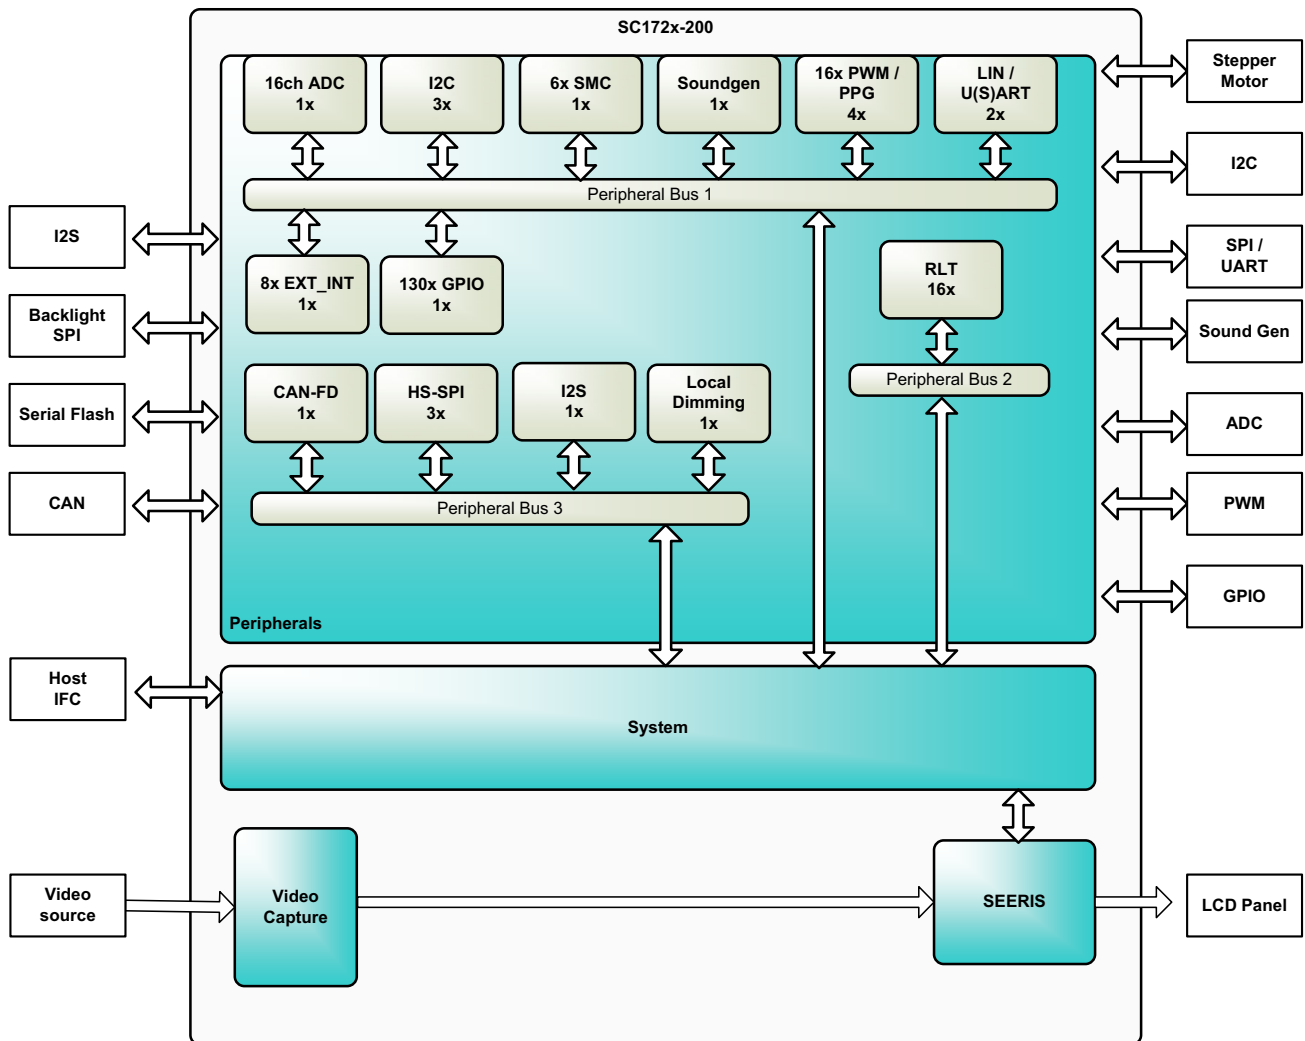 SC172x-200
16ch ADC
1x
I2C
3x
6x SMC
1x
Soundgen
1x
16x PWM /
PPG
4x
LIN /
U(S)ART
2x
Peripheral Bus 1
8x EXT_INT
1x
130x GPIO
1x
RLT
16x
Peripheral Bus 2
CAN-FD
1x
HS-SPI
3x
I2S
1x
Local
Dimming
1x
Peripheral Bus 3
Peripherals
System
Video
Capture
SEERIS
I2S
Backlight
SPI
Serial Flash
CAN
Host
IFC
Video
source
Stepper
Motor
I2C
SPI /
UART
Sound Gen
ADC
PWM
GPIO
LCD Panel